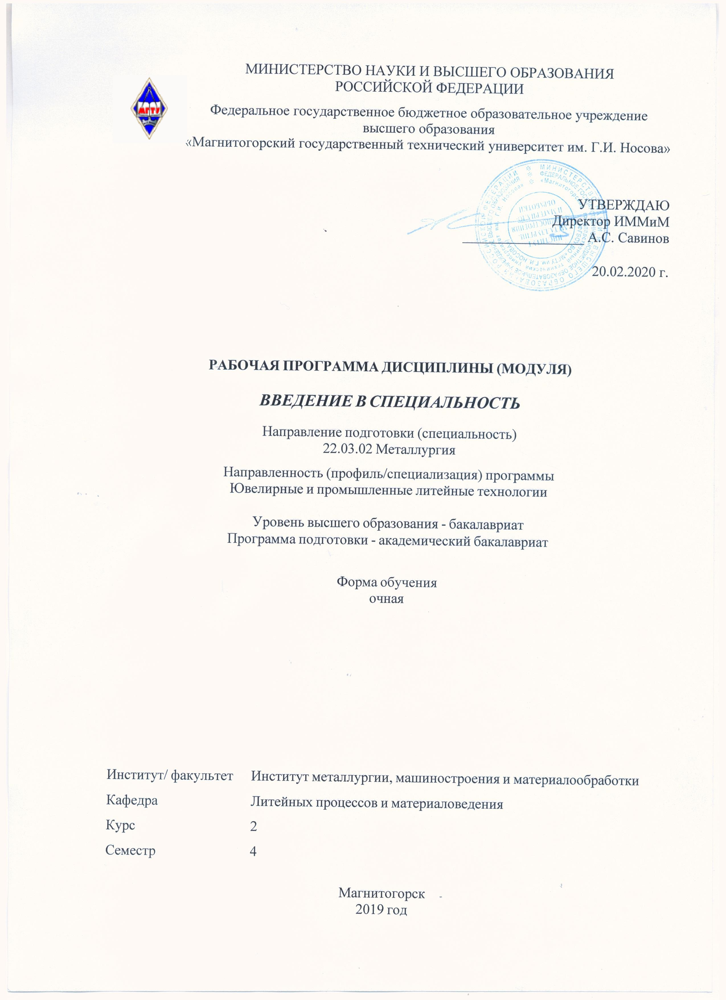 МИНИСТЕРСТВО НАУКИ И ВЫСШЕГО ОБРАЗОВАНИЯ
РОССИЙСКОЙ ФЕДЕРАЦИИ
МГТУ
Федеральное государственное бюджетное образовательное учреждение
высшего образования
«Магнитогорский государственный технический университет им. Г.И. Носова»
УТВЕРЖДАЮ
Директор ИММиМ
А.С. Савинов
20.02.2020 г.
РАБОЧАЯ ПРОГРАММА ДИСЦИПЛИНЫ (МОДУЛЯ)
ВВЕДЕНИЕ В СПЕЦИАЛЬНОСТЬ
Направление подготовки (специальность)
22.03.02 Металлургия
Направленность (профиль/специализация) программы
Ювелирные и промышленные литейные технологии
Уровень высшего образования - бакалавриат
Программа подготовки - академический бакалавриат
Форма обучения
очная
Институт/ факультет Институт металлургии, машиностроения и материалообработки
Кафедра Литейных процессов и материаловедения
Курс 2
Семестр 4
Магнитогорск
2019 год